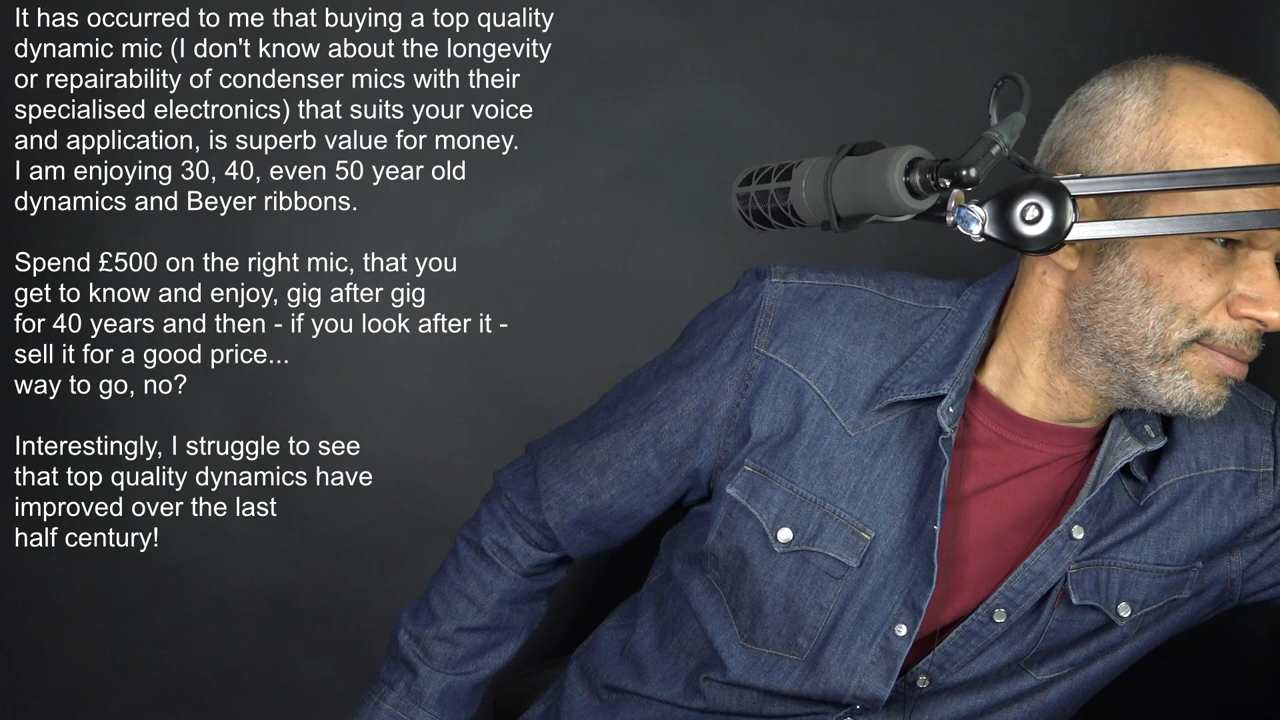 It has occurred to me that buying a top quality
dynamic mic (I don't know about the longevity
or repairability of condenser mics with their
specialised electronics) that suits your voice
and application, is superb value for money.
I am enjoying 30, 40, even 50 year old
dynamics and Beyer ribbons.
Spend £500 on the right mic, that you
get to know and enjoy, gig after gig
for 40 years and then - if you look after it -
sell it for a good price...
way to go, no?
Interestingly, I struggle to see
that top quality dynamics have
improved over the last
half century!